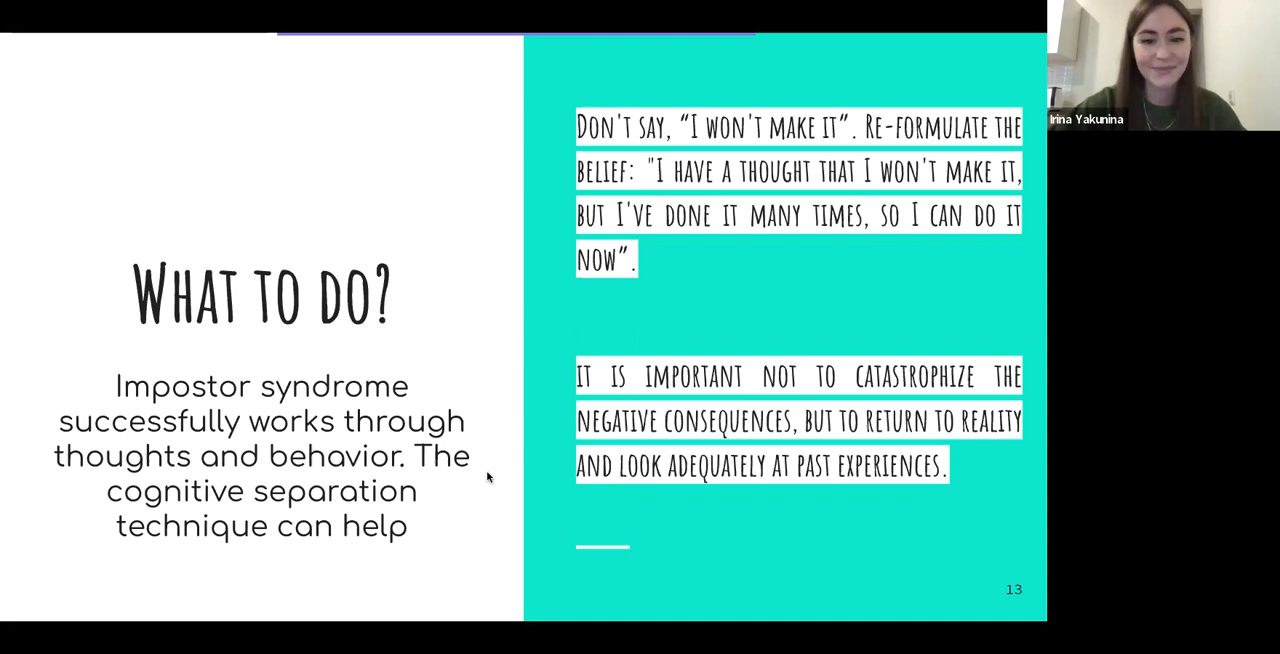 What to do?
Impostor syndrome
successfully works through
thoughts and behavior. The
cognitive separation
technique can help
Don't say, “I won't make it”. Re-formulate the
belief: "I have a thought that I won't make it,
but I've done it many times, so I can do it
now”.
It is important not to catastrophize the
negative consequences, but to return to reality
and look adequately at past experiences.
13
Irina Yakunina